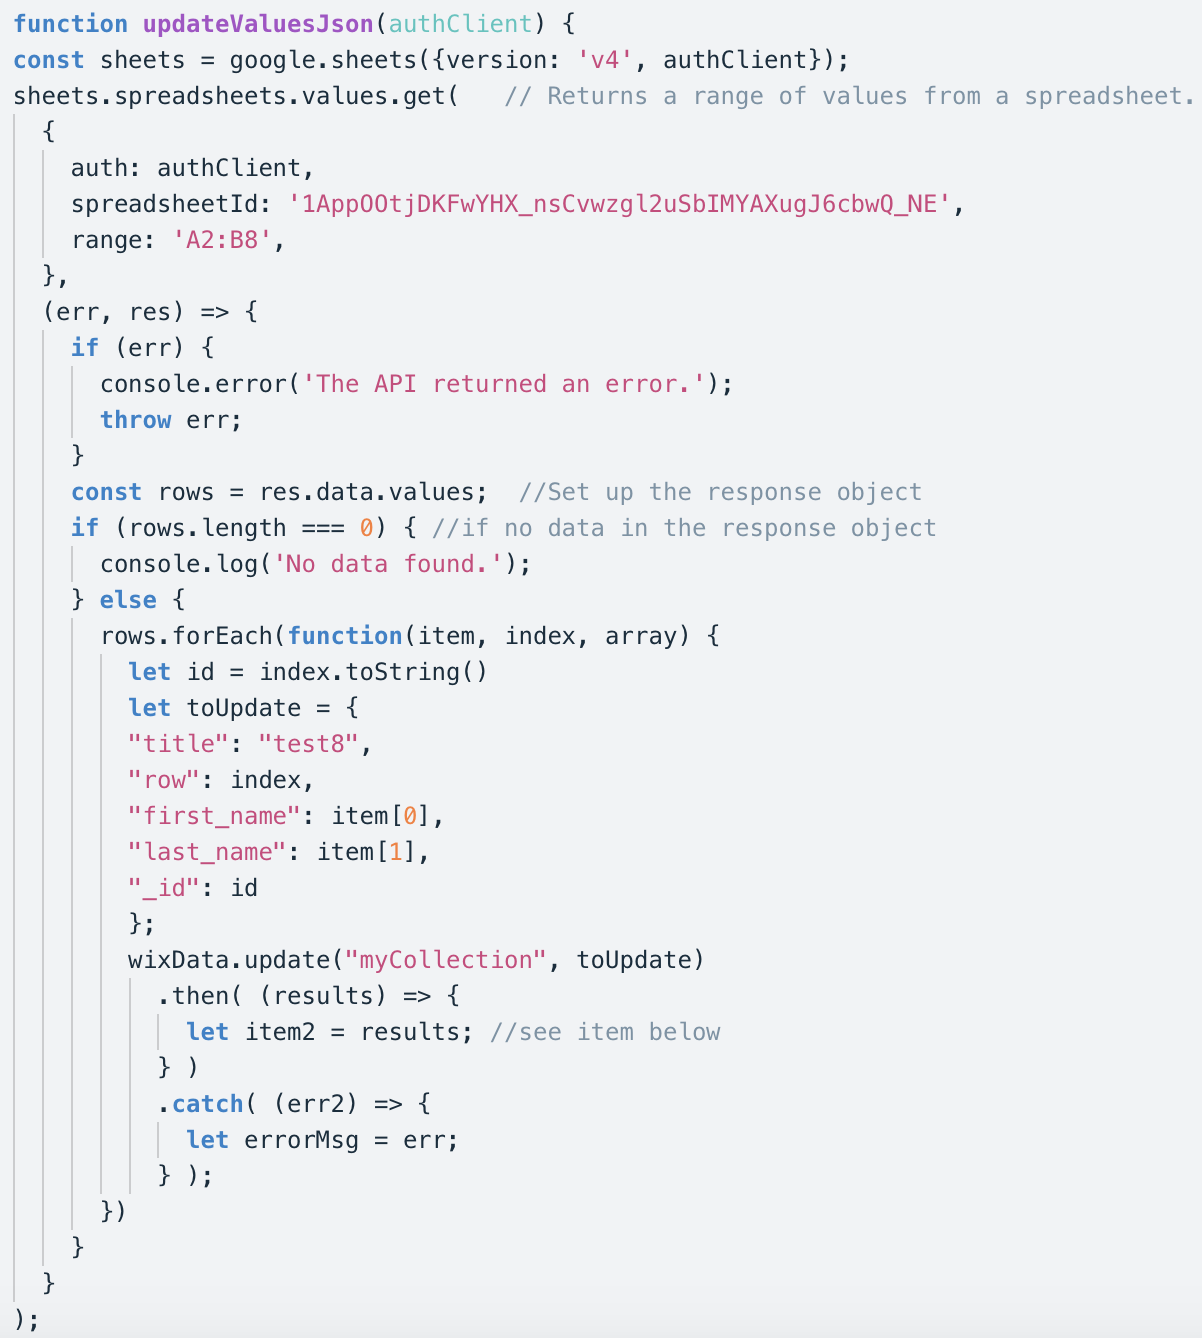 function updateValuesJson(authClient) {
const sheets = google.sheets({version: 'v4', authClient});
sheets.spreadsheets.values.get(   // Returns a range of values from a spreadsheet.
  {
    auth: authClient,
    spreadsheetId: '1AppOOtjDKFwYHX_nsCvwzgl2uSbIMYAXugJ6cbwQ_NE',
    range: 'A2:B8',
  },
  (err, res) => {
    if (err) {
      console.error('The API returned an error.');
      throw err;
    }
    const rows = res.data.values;  //Set up the response object
    if (rows.length === 0) { //if no data in the response object
      console.log('No data found.');
    } else {
      rows.forEach(function(item, index, array) {
        let id = index.toString()
        let toUpdate = {
        "title": "test8",
        "row": index,
        "first_name": item[0],
        "last_name": item[1],
        "_id": id
        };
        wixData.update("myCollection", toUpdate)
          .then( (results) => {
            let item2 = results; //see item below
          } )
          .catch( (err2) => {
            let errorMsg = err;
          } );
      })
    }
  }
);